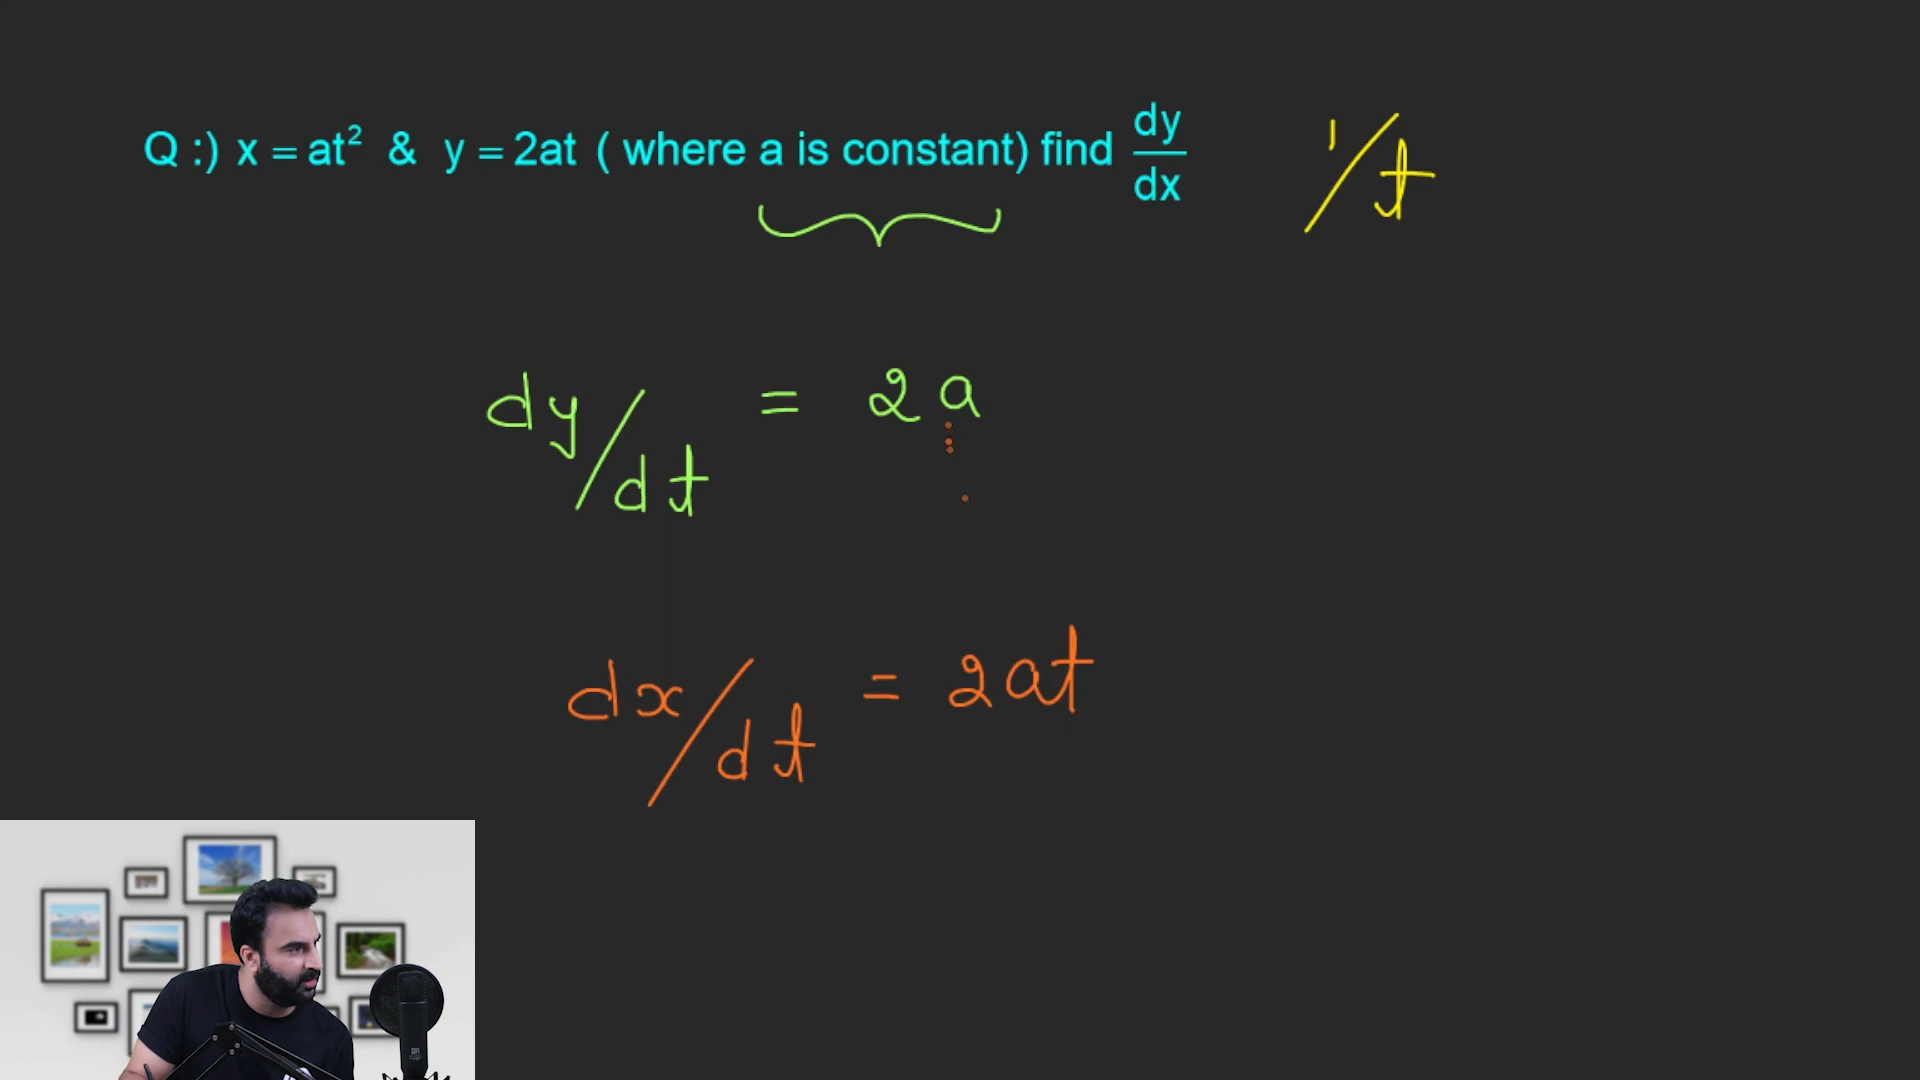 Q :) x = at² & y = 2at ( where a is constant) find dy/dx 1/t
dy/dt = 2a
dx/dt = 2at